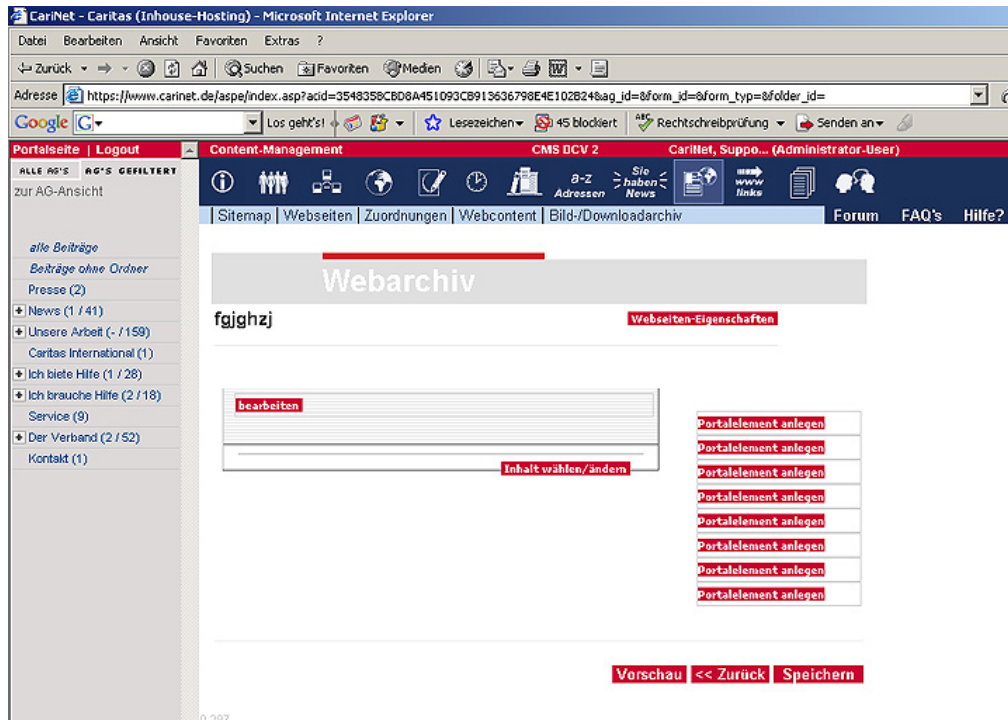 CariNet - Caritas (Inhouse-Hosting) - Microsoft Internet Explorer
Datei Bearbeiten Ansicht Favoriten Extras ?
Zurück Suchen Favoriten Medien
Adresse https://www.carinet.de/aspe/index.asp?acid=3548358CBD8A451093CB913636798E4E102B24&ag_id=&form_id=&form_typ=&folder_id=
Google G Los geht's! Lesezeichen 45 blockiert Rechtschreibprüfung Senden an
Portalseite | Logout Content-Management CMS DCV 2 CariNet, Suppo... (Administrator-User)
ALLE AG'S AG'S GEFILTERT
zur AG-Ansicht
a-z Adressen
Sie haben News
www links
Sitemap | Webseiten | Zuordnungen | Webcontent | Bild-/Downloadarchiv Forum FAQ's Hilfe?
alle Beiträge
Beiträge ohne Ordner
Presse (2)
News (1 / 41)
Unsere Arbeit (- / 159)
Caritas International (1)
Ich biete Hilfe (1 / 28)
Ich brauche Hilfe (2 / 18)
Service (9)
Der Verband (2 / 52)
Kontakt (1)
Webarchiv
fgjghzj Webseiten-Eigenschaften
bearbeiten
Inhalt wählen/ändern
Portalelement anlegen
Portalelement anlegen
Portalelement anlegen
Portalelement anlegen
Portalelement anlegen
Portalelement anlegen
Portalelement anlegen
Portalelement anlegen
Vorschau << Zurück Speichern